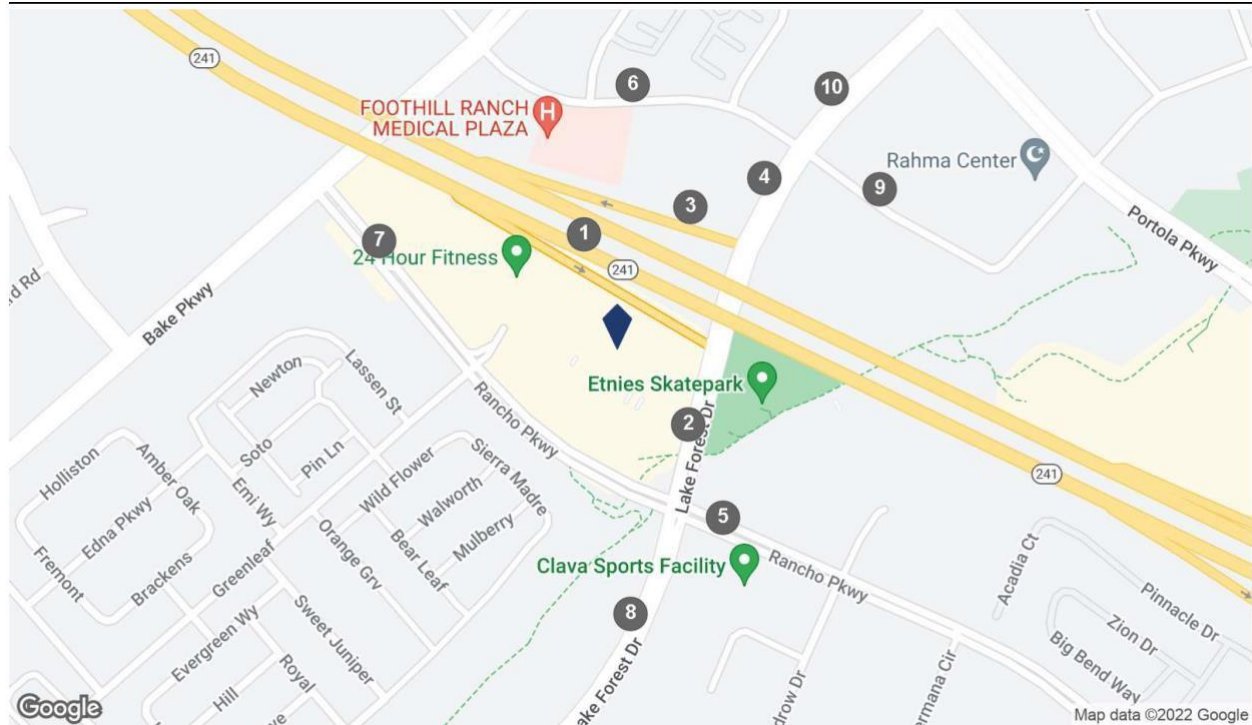 241
6
10
FOOTHILL RANCH
MEDICAL PLAZA
H
Rahma Center
4
9
3
1
7
24 Hour Fitness
241
Portola Pkwy
Bake Pkwy
Rd
Newton
Lassen St
Etnies Skatepark
2
Soto
Pin Ln
Rancho Pkwy
Sierra Madre
Holliston
Amber Oak
Wild Flower
Walworth
Lake Forest Dr
241
Edna Pkwy
Emi Wy
Mulberry
5
Orange Grv
Bear Leaf
Fremont
Brackens
Greenleaf
Clava Sports Facility
Rancho Pkwy
Acadia Ct
Pinnacle Dr
8
Sweet Juniper
Evergreen Wy
Zion Dr
Big Bend Way
Hill
Royal
Lake Forest Dr
Google
Map data ©2022 Google